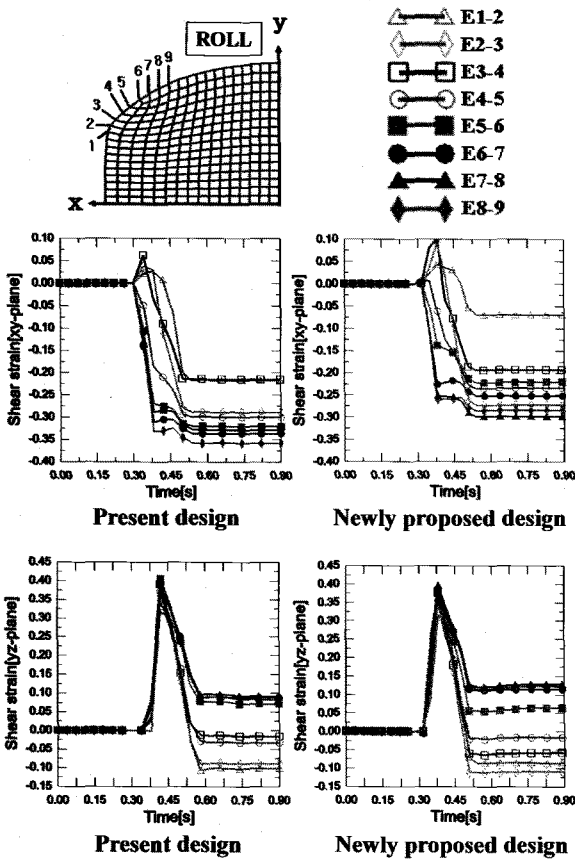 ROLL
y
1 2 3 4 5 6 7 8 9
x
E1-2
E2-3
E3-4
E4-5
E5-6
E6-7
E7-8
E8-9
Shear strain[xy-plane]
0.10
0.05
0.00
-0.05
-0.10
-0.15
-0.20
-0.25
-0.30
-0.35
-0.40
0.00 0.15 0.30 0.45 0.60 0.75 0.90
Time[s]
Present design
Shear strain[xy-plane]
0.10
0.05
0.00
-0.05
-0.10
-0.15
-0.20
-0.25
-0.30
-0.35
-0.40
0.00 0.15 0.30 0.45 0.60 0.75 0.90
Time[s]
Newly proposed design
Shear strain[yz-plane]
0.45
0.40
0.35
0.30
0.25
0.20
0.15
0.10
0.05
0.00
-0.05
-0.10
-0.15
0.00 0.15 0.30 0.45 0.60 0.75 0.90
Time[s]
Present design
Shear strain[yz-plane]
0.45
0.40
0.35
0.30
0.25
0.20
0.15
0.10
0.05
0.00
-0.05
-0.10
-0.15
0.00 0.15 0.30 0.45 0.60 0.75 0.90
Time[s]
Newly proposed design